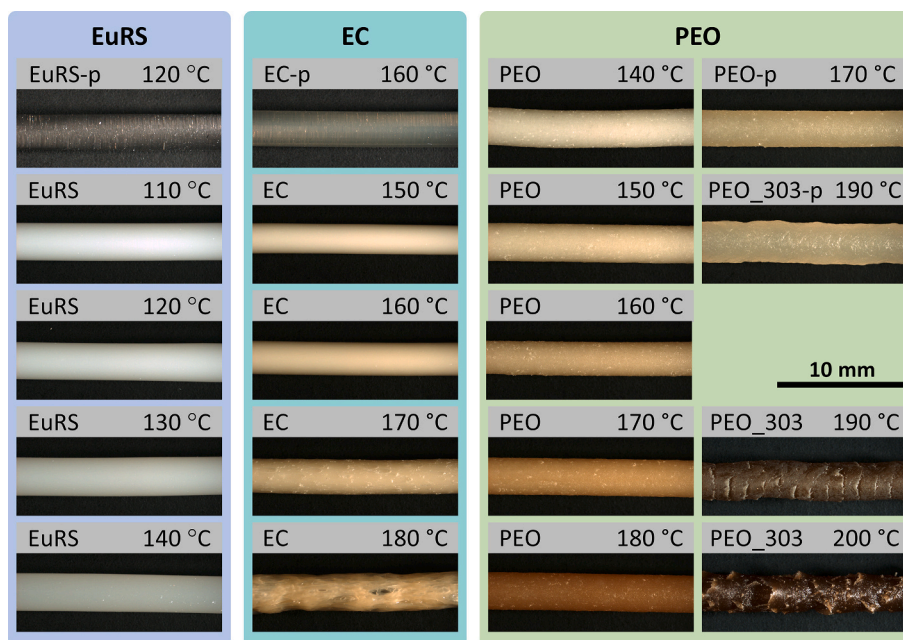 EuRS
EuRS-p 120 °C
EuRS 110 °C
EuRS 120 °C
EuRS 130 °C
EuRS 140 °C
EC
EC-p 160 °C
EC 150 °C
EC 160 °C
EC 170 °C
EC 180 °C
PEO
PEO 140 °C
PEO-p 170 °C
PEO 150 °C
PEO_303-p 190 °C
PEO 160 °C
10 mm
PEO 170 °C
PEO_303 190 °C
PEO 180 °C
PEO_303 200 °C